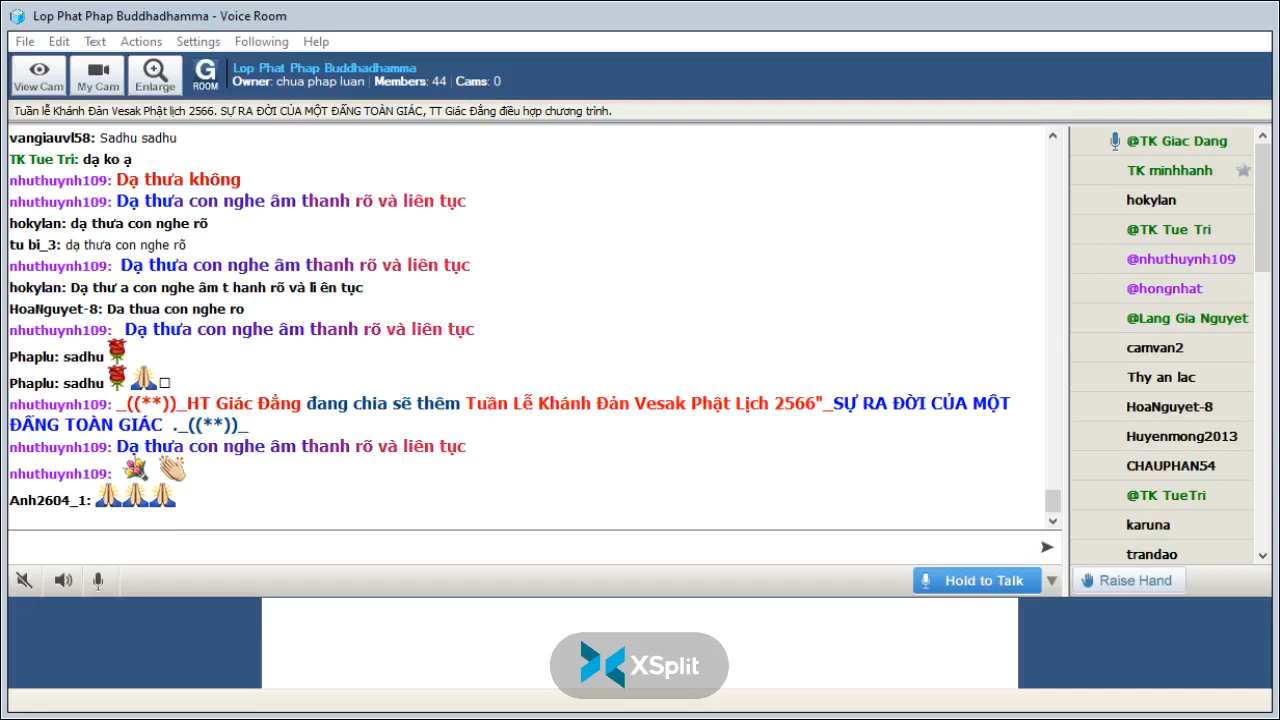 Lop Phat Phap Buddhadhamma - Voice Room
File Edit Text Actions Settings Following Help
View Cam My Cam Enlarge G ROOM
Lop Phat Phap Buddhadhamma
Owner: chua phap luan | Members: 44 | Cams: 0
Tuần lễ Khánh Đản Vesak Phật lịch 2566. SỰ RA ĐỜI CỦA MỘT ĐẤNG TOÀN GIÁC, TT Giác Đẳng điều hợp chương trình.
vangiauvl58: Sadhu sadhu
TK Tue Tri: dạ ko ạ
nhuthuynh109: Dạ thưa không
nhuthuynh109: Dạ thưa con nghe âm thanh rõ và liên tục
hokylan: dạ thưa con nghe rõ
tu bi_3: dạ thưa con nghe rõ
nhuthuynh109: Dạ thưa con nghe âm thanh rõ và liên tục
hokylan: Dạ thư a con nghe âm t hanh rõ và li ên tục
HoaNguyet-8: Da thua con nghe ro
nhuthuynh109: Dạ thưa con nghe âm thanh rõ và liên tục
Phaplu: sadhu
Phaplu: sadhu
nhuthuynh109: _((**))_HT Giác Đẳng đang chia sẽ thêm Tuần Lễ Khánh Đản Vesak Phật Lịch 2566"_SỰ RA ĐỜI CỦA MỘT
ĐẤNG TOÀN GIÁC ._((**))_
nhuthuynh109: Dạ thưa con nghe âm thanh rõ và liên tục
nhuthuynh109:
Anh2604_1:
@TK Giac Dang
TK minhhanh
hokylan
@TK Tue Tri
@nhuthuynh109
@hongnhat
@Lang Gia Nguyet
camvan2
Thy an lac
HoaNguyet-8
Huyenmong2013
CHAUPHAN54
@TK TueTri
karuna
trandao
Hold to Talk
Raise Hand
XSplit